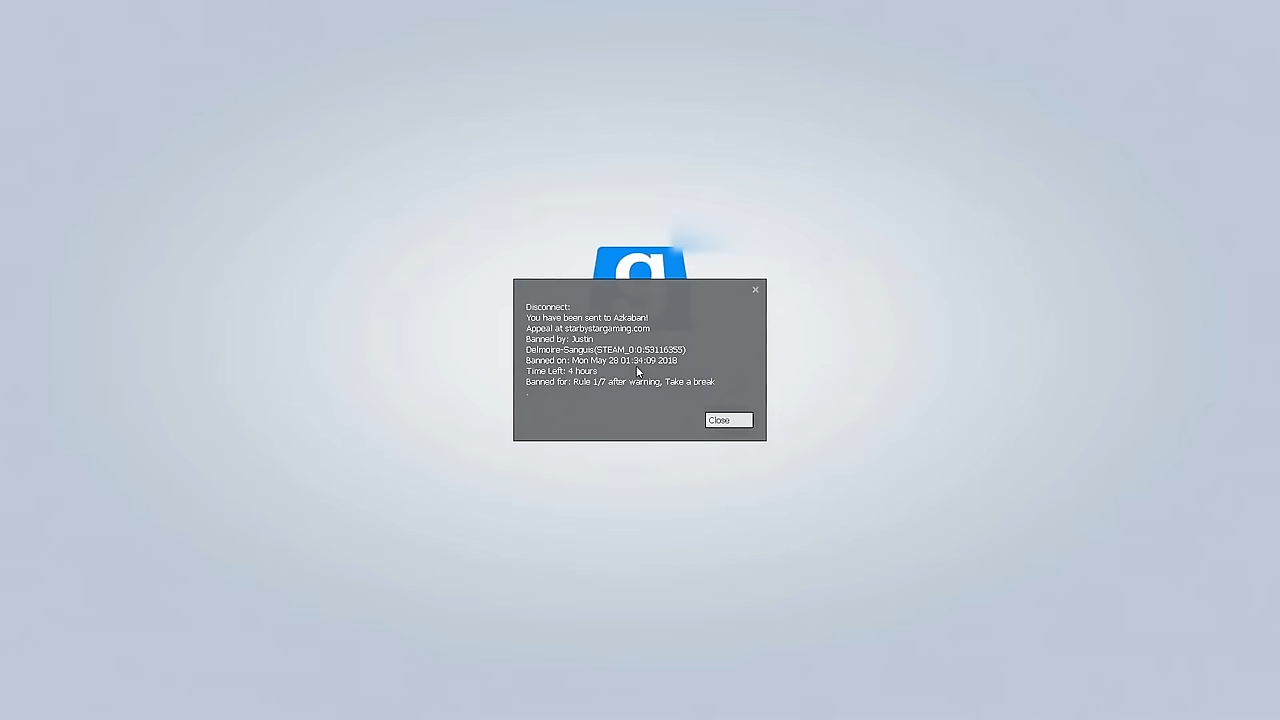 g
Disconnect:
You have been sent to Azkaban!
Appeal at starbystargaming.com
Banned by: Justin
Delmoire-Sanguis(STEAM_0:0:53116355)
Banned on: Mon May 28 01:34:09 2018
Time Left: 4 hours
Banned for: Rule 1/7 after warning, Take a break
.
Close